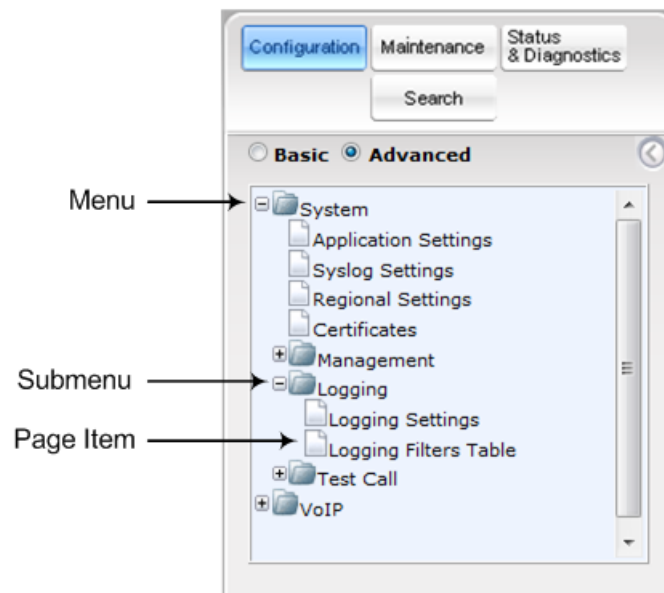 Configuration
Maintenance
Status
& Diagnostics
Search
Basic
Advanced
Menu
System
Application Settings
Syslog Settings
Regional Settings
Certificates
Management
Submenu
Logging
Logging Settings
Page Item
Logging Filters Table
Test Call
VoIP